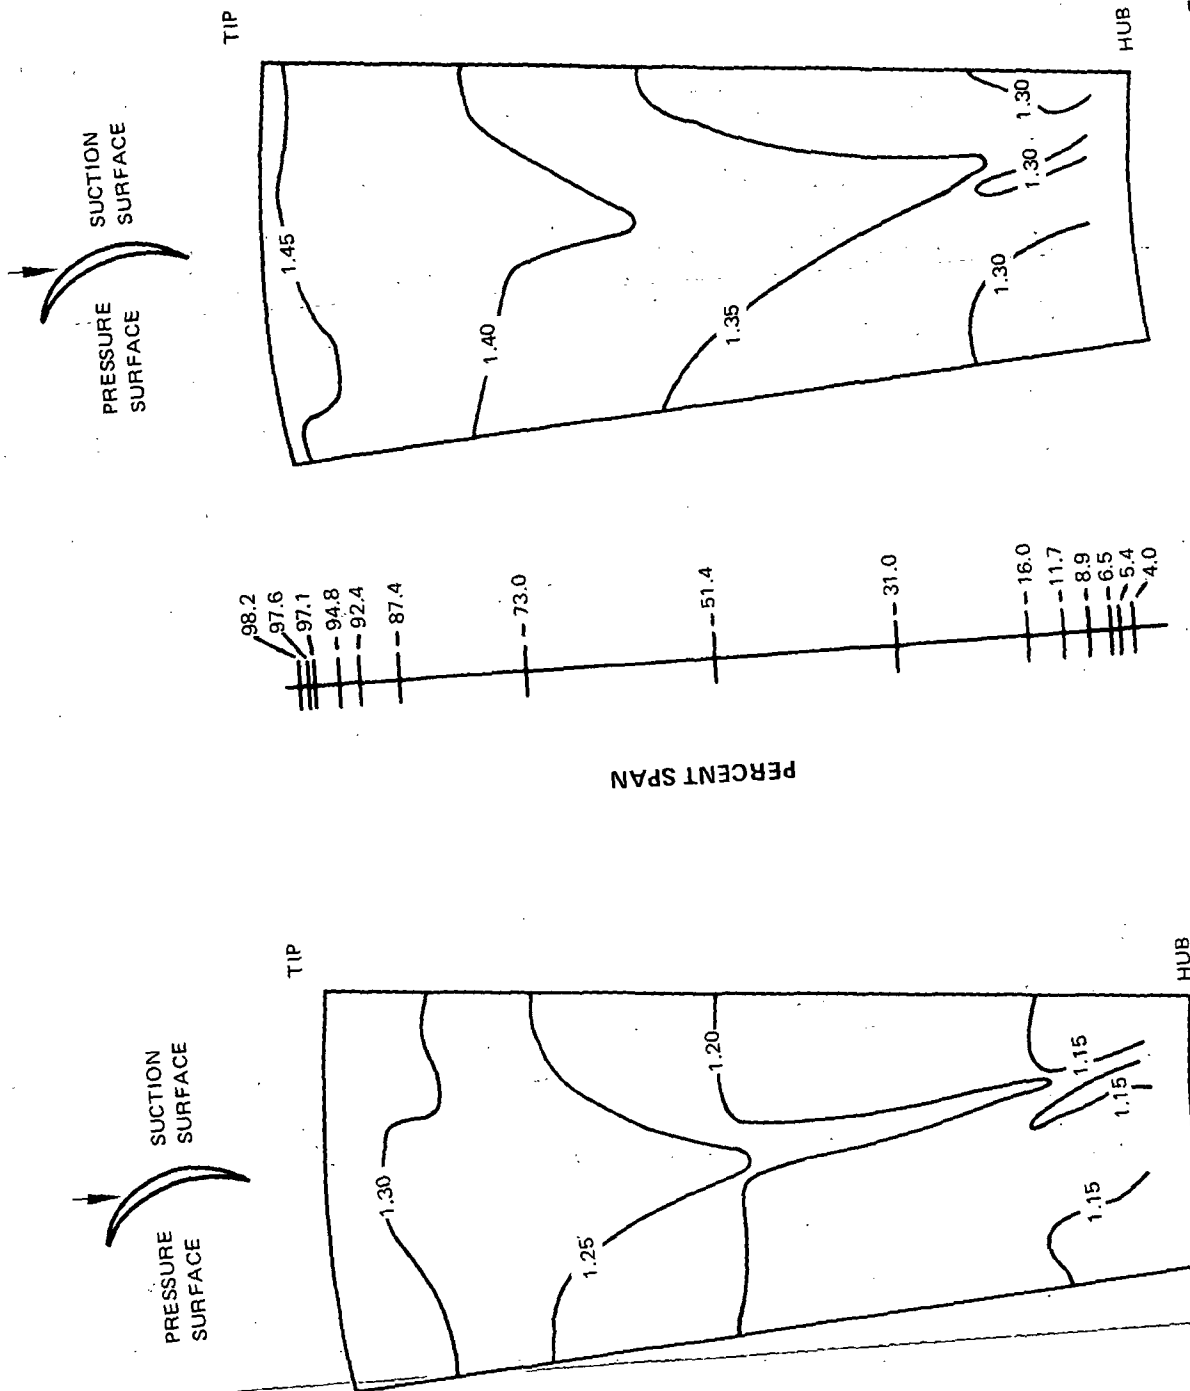 TIP
SUCTION
SURFACE
PRESSURE
SURFACE
1.45
1.40
1.35
1.30
1.30
1.30
HUB
98.2
97.6
97.1
94.8
92.4
87.4
73.0
51.4
31.0
16.0
11.7
8.9
6.5
5.4
4.0
PERCENT SPAN
TIP
SUCTION
SURFACE
PRESSURE
SURFACE
1.30
1.25
1.20
1.15
1.15
1.15
HUB